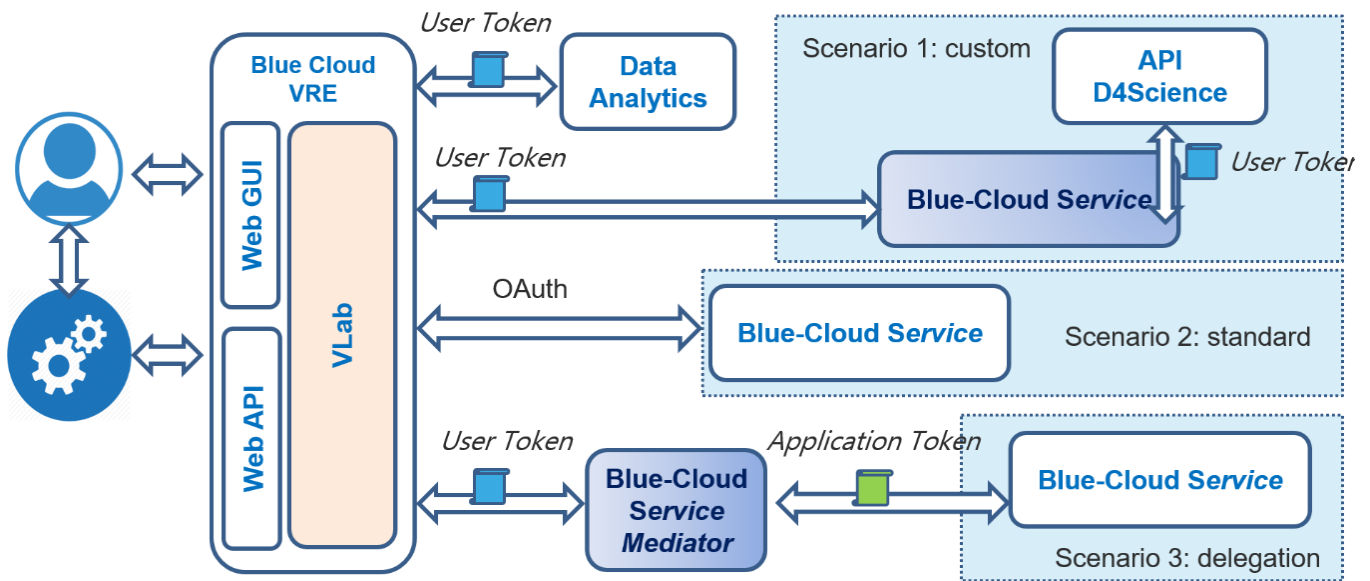 User Token
Blue Cloud
VRE
Data
Analytics
Scenario 1: custom
API
D4Science
Web GUI
VLab
User Token
Blue-Cloud Service
User Token
OAuth
Blue-Cloud Service
Scenario 2: standard
Web API
User Token
Blue-Cloud
Service
Mediator
Application Token
Blue-Cloud Service
Scenario 3: delegation